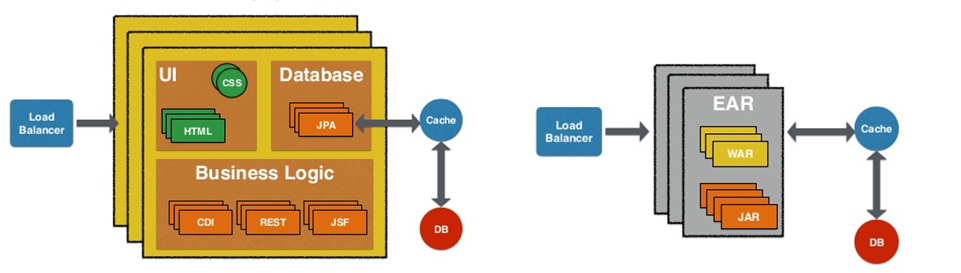 Load
Balancer
UI
CSS
HTML
Database
JPA
Business Logic
CDI
REST
JSF
Cache
DB
Load
Balancer
EAR
WAR
JAR
Cache
DB